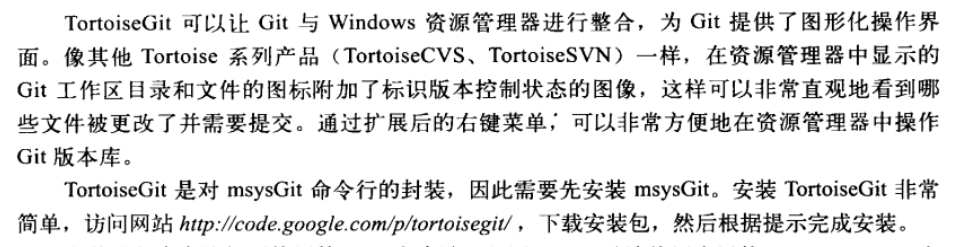 TortoiseGit 可以让 Git 与 Windows 资源管理器进行整合，为 Git 提供了图形化操作界
面。像其他 Tortoise 系列产品（TortoiseCVS、TortoiseSVN）一样，在资源管理器中显示的
Git 工作区目录和文件的图标附加了标识版本控制状态的图像，这样可以非常直观地看到哪
些文件被更改了并需要提交。通过扩展后的右键菜单，可以非常方便地在资源管理器中操作
Git 版本库。
TortoiseGit 是对 msysGit 命令行的封装，因此需要先安装 msysGit。安装 TortoiseGit 非常
简单，访问网站 http://code.google.com/p/tortoisegit/ ，下载安装包，然后根据提示完成安装。